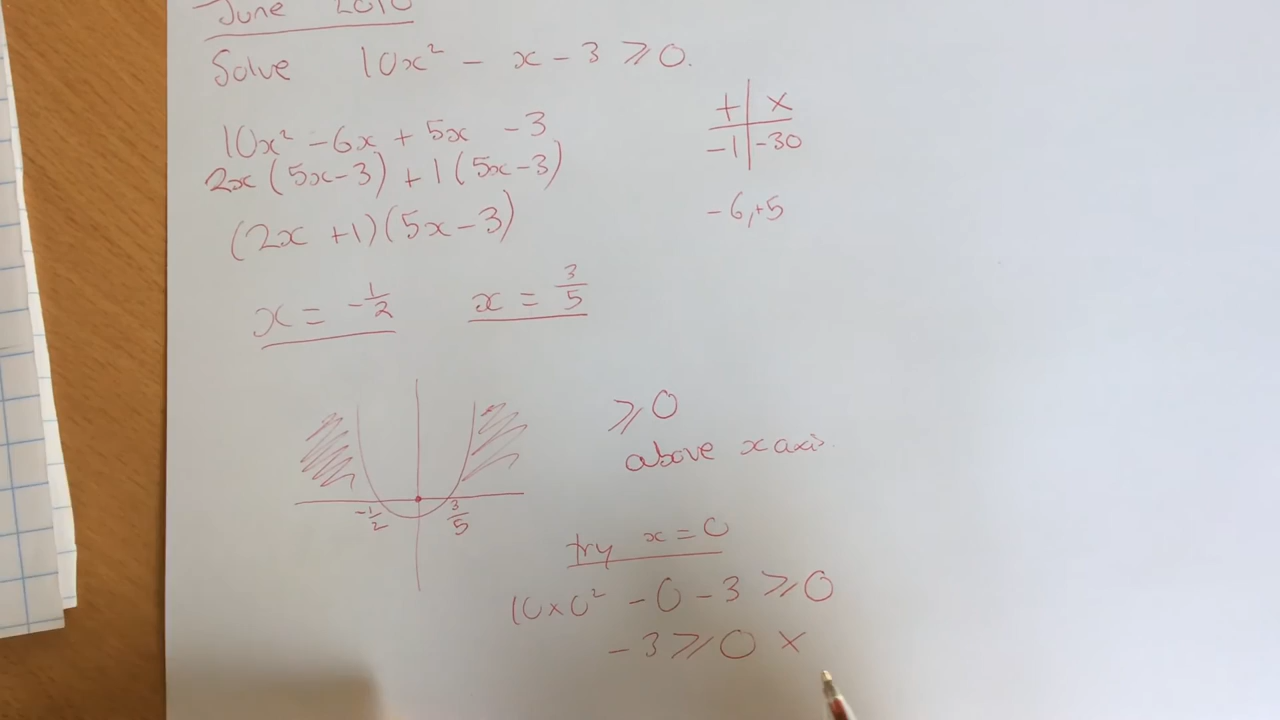 June 2010
Solve 10x² - x - 3 ⩾ 0.
10x² - 6x + 5x - 3
2x(5x-3) + 1(5x-3)
(2x +1)(5x-3)
x = -1/2 x = 3/5
+ | x
-1 | -30
-6,+5
-1/2 3/5
⩾ 0
above x axis.
try x = 0
10×0² - 0 - 3 ⩾ 0
-3 ⩾ 0 ×